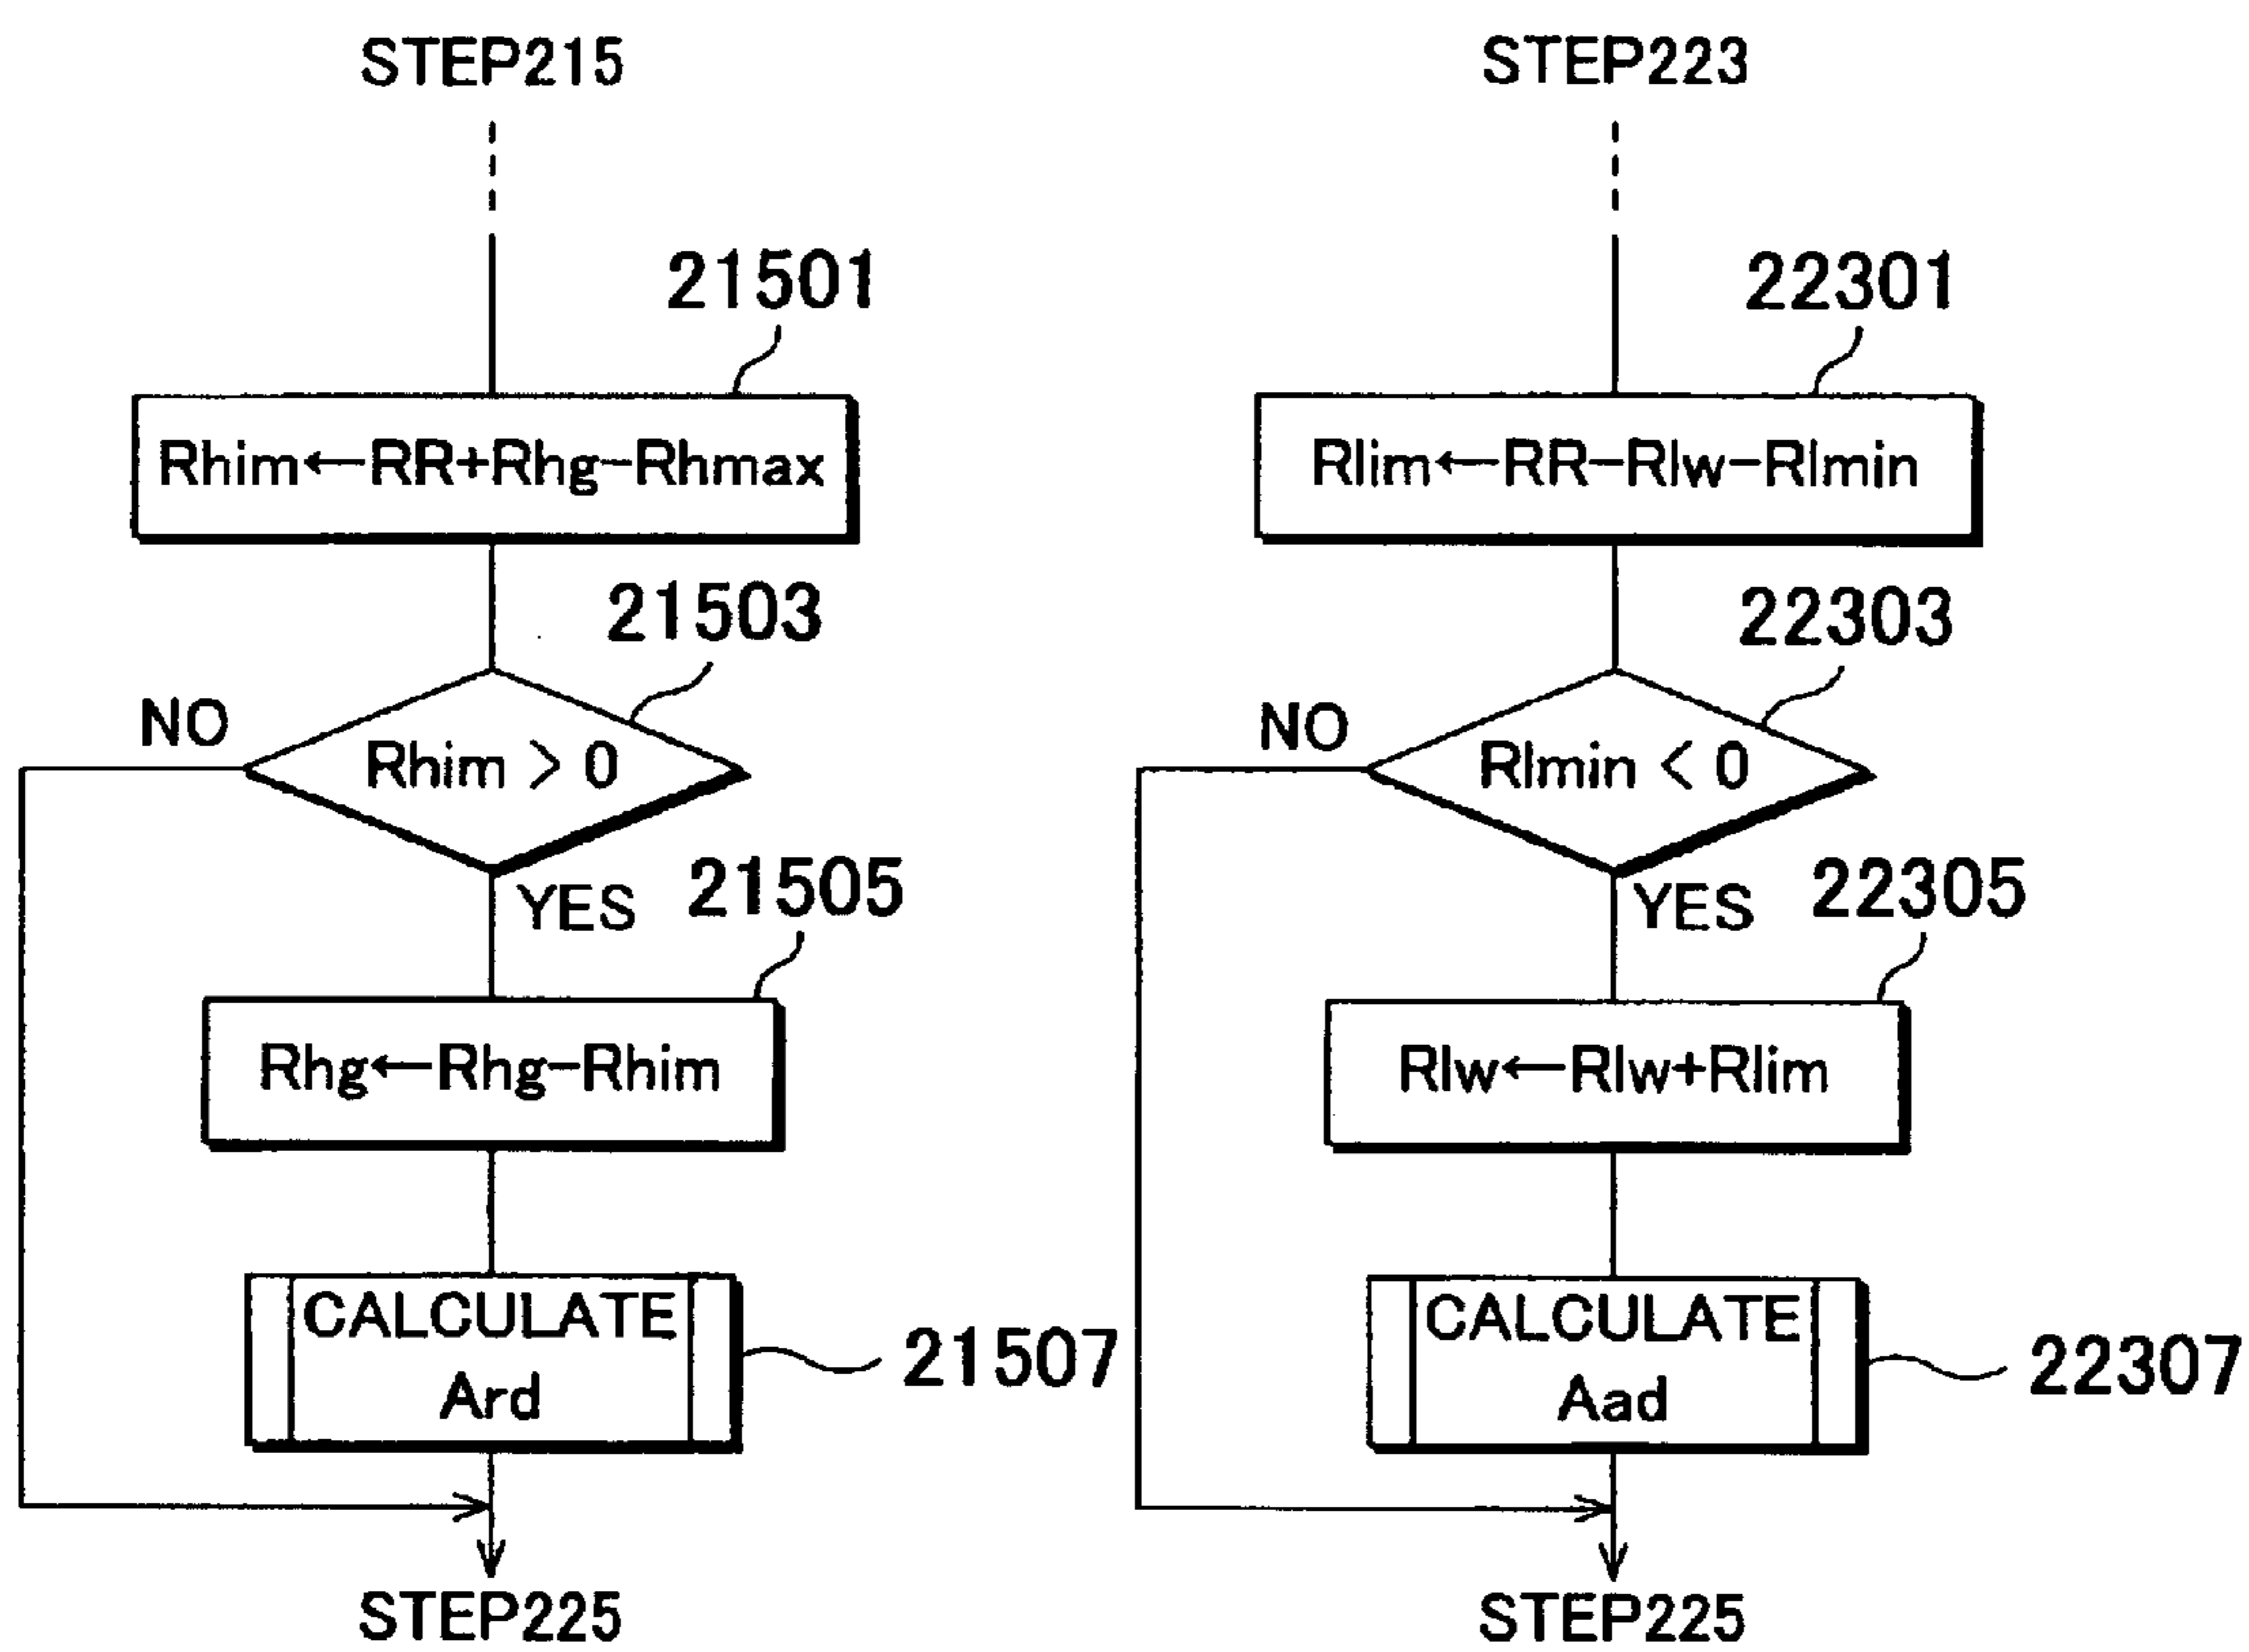 STEP215
21501
Rhim←RR+Rhg−Rhmax
21503
NO
Rhim > 0
YES
21505
Rhg←Rhg−Rhim
CALCULATE
Ard
21507
STEP225
STEP223
22301
Rlim←RR−Rlw−Rlmin
22303
NO
Rlmin < 0
YES
22305
Rlw←Rlw+Rlim
CALCULATE
Aad
22307
STEP225